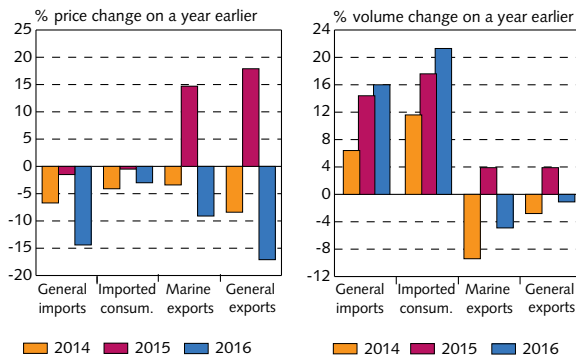 % price change on a year earlier
25
20
15
10
5
0
-5
-10
-15
-20
General imports
Imported consum.
Marine exports
General exports
2014 2015 2016
% volume change on a year earlier
24
20
16
12
8
4
0
-4
-8
-12
General imports
Imported consum.
Marine exports
General exports
2014 2015 2016